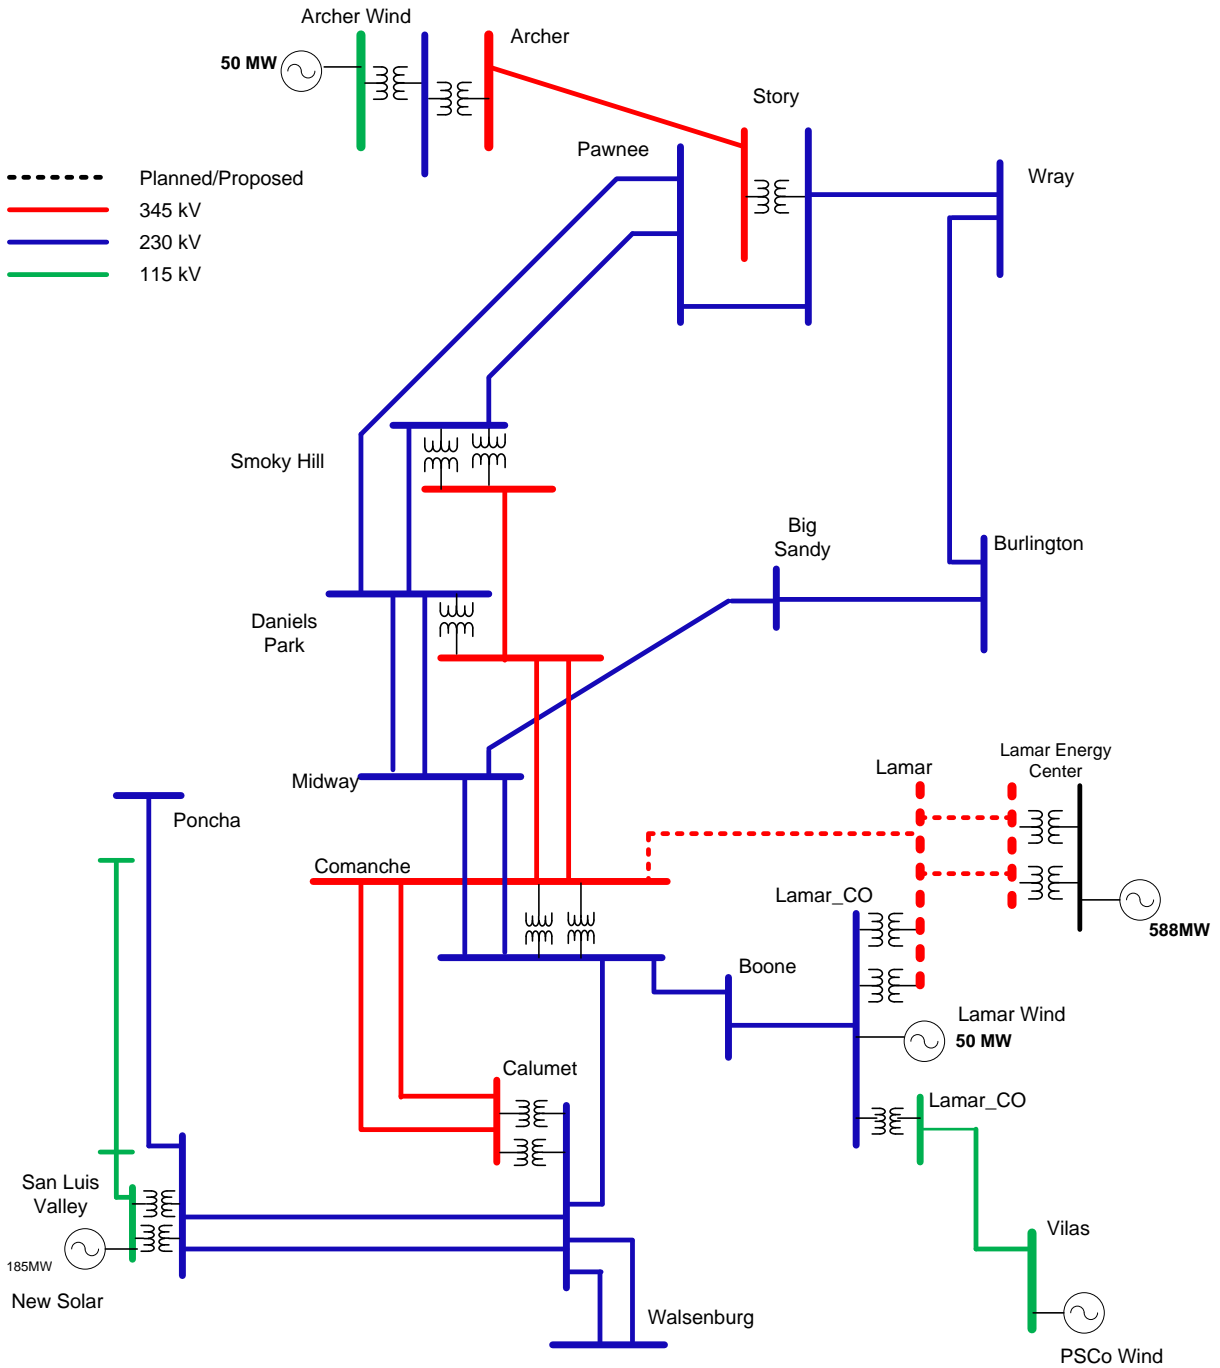 Archer Wind
Archer
50 MW
Story
Pawnee
Wray
Planned/Proposed
345 kV
230 kV
115 kV
Smoky Hill
Big
Sandy
Burlington
Daniels
Park
Lamar Energy
Center
Lamar
Midway
Poncha
Comanche
Lamar_CO
588MW
Boone
Lamar Wind
50 MW
Calumet
Lamar_CO
San Luis
Valley
Vilas
185MW
New Solar
Walsenburg
PSCo Wind